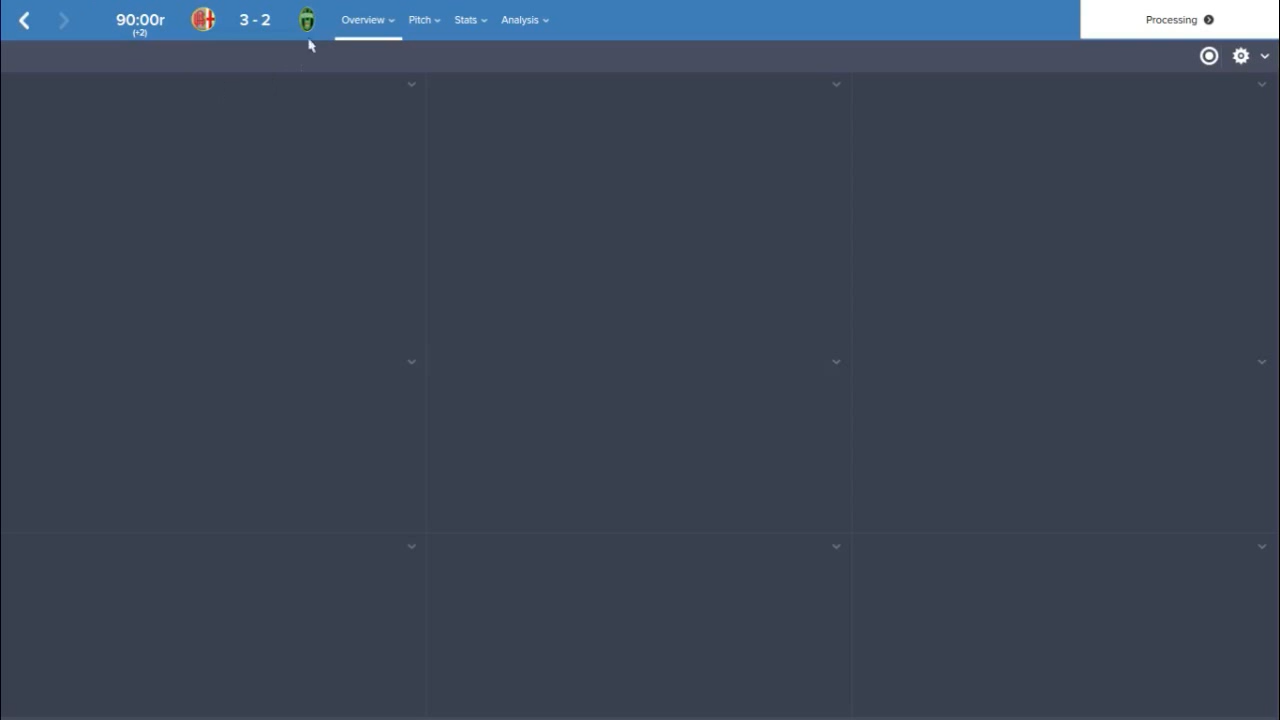 90:00r
(+2)
3 - 2
Overview
Pitch
Stats
Analysis
Processing